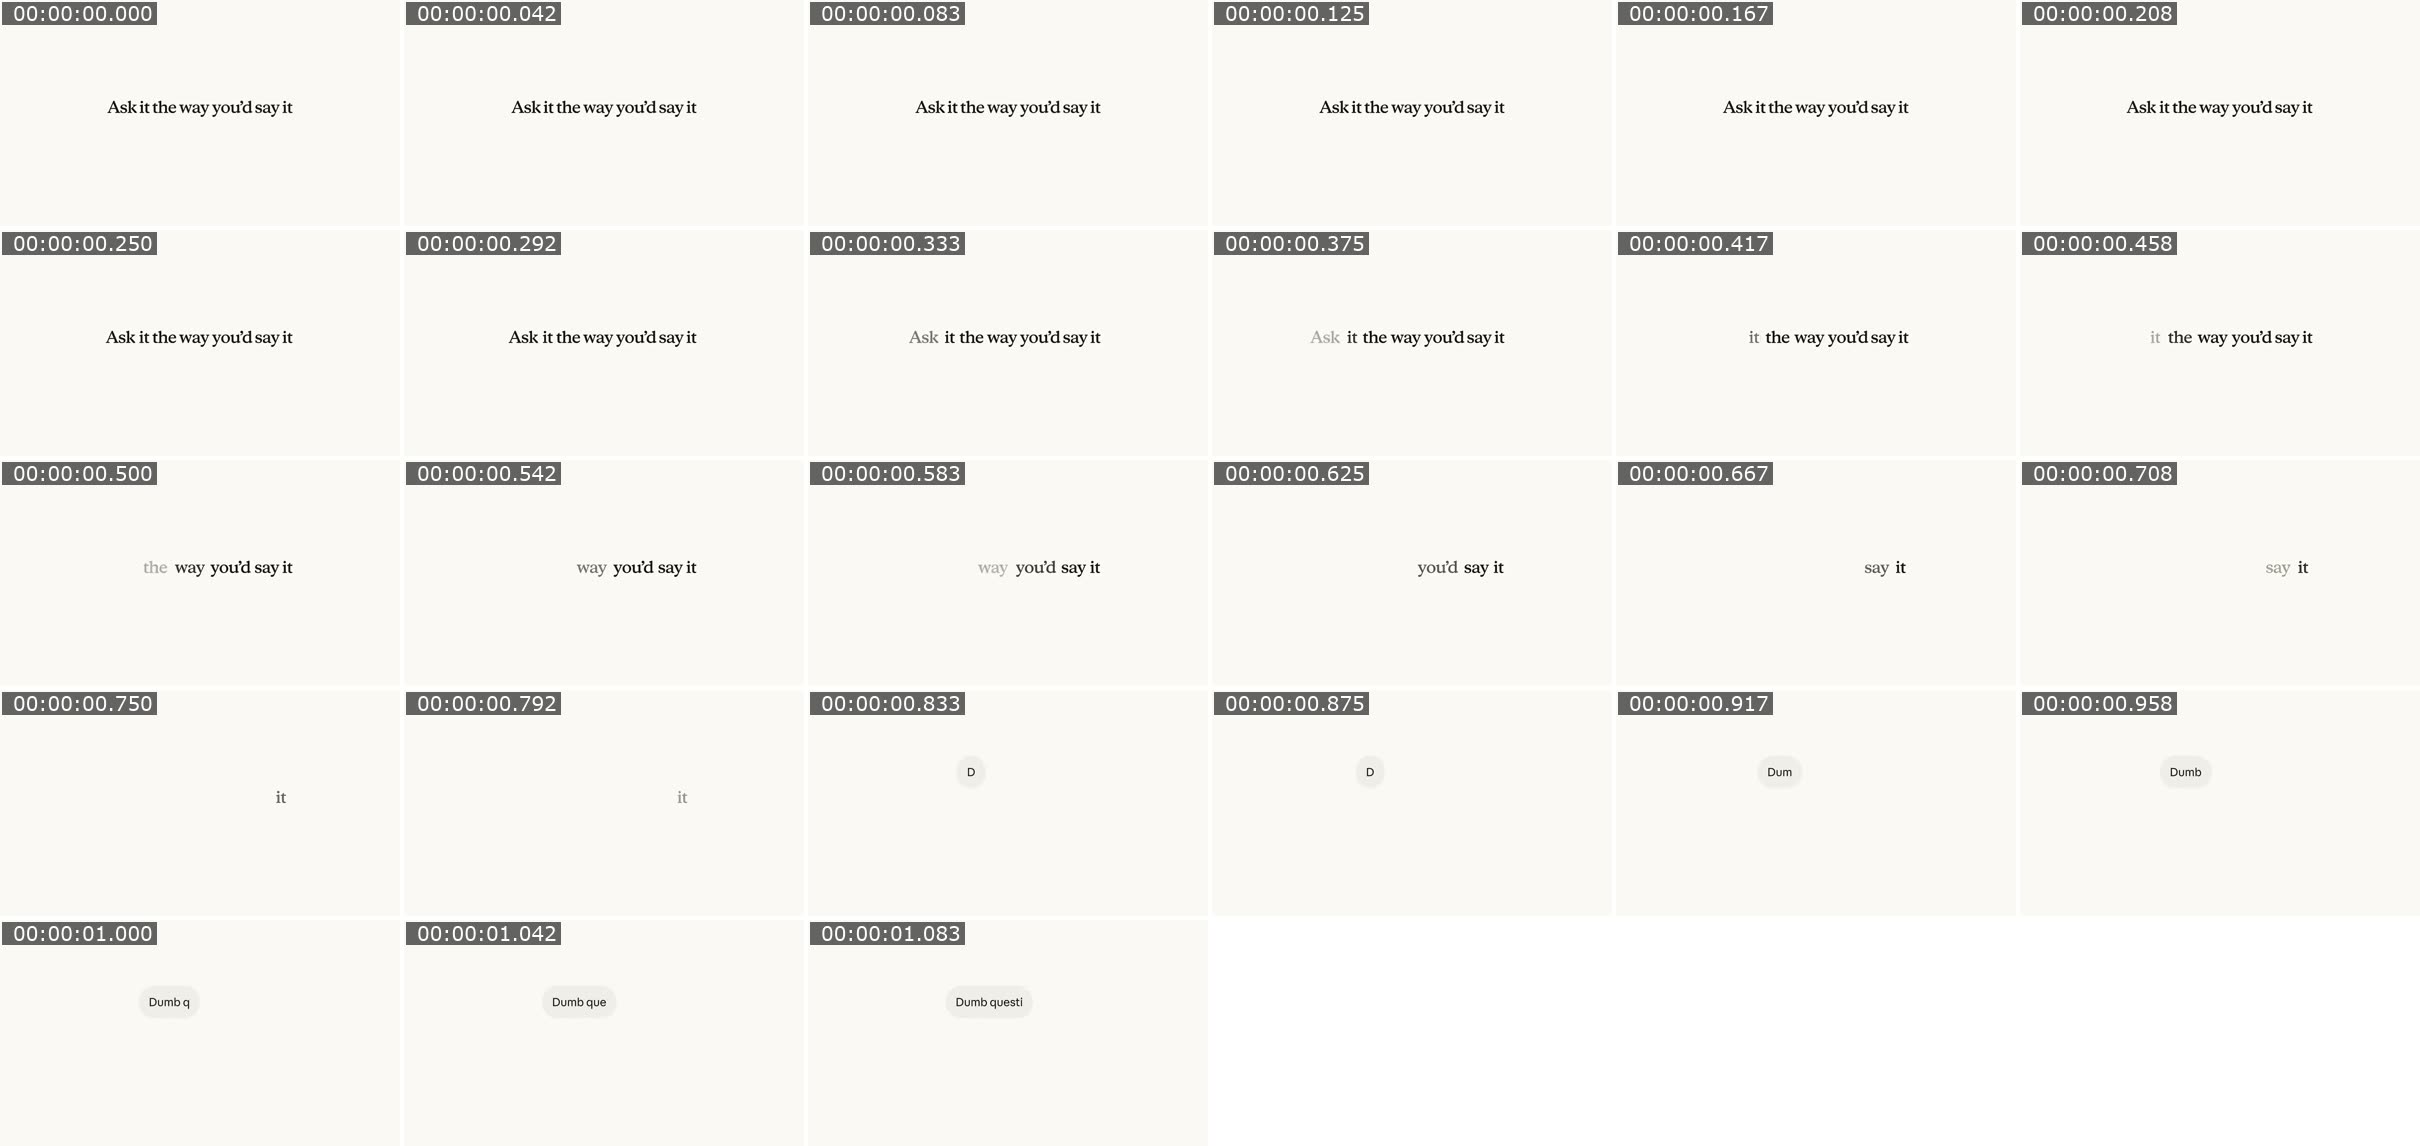 00:00:00.000
Ask it the way you’d say it
00:00:00.042
Ask it the way you’d say it
00:00:00.083
Ask it the way you’d say it
00:00:00.125
Ask it the way you’d say it
00:00:00.167
Ask it the way you’d say it
00:00:00.208
Ask it the way you’d say it
00:00:00.250
Ask it the way you’d say it
00:00:00.292
Ask it the way you’d say it
00:00:00.333
Ask it the way you’d say it
00:00:00.375
Ask it the way you’d say it
00:00:00.417
it the way you’d say it
00:00:00.458
it the way you’d say it
00:00:00.500
the way you’d say it
00:00:00.542
way you’d say it
00:00:00.583
way you’d say it
00:00:00.625
you’d say it
00:00:00.667
say it
00:00:00.708
say it
00:00:00.750
it
00:00:00.792
it
00:00:00.833
D
00:00:00.875
D
00:00:00.917
Dum
00:00:00.958
Dumb
00:00:01.000
Dumb q
00:00:01.042
Dumb que
00:00:01.083
Dumb questi